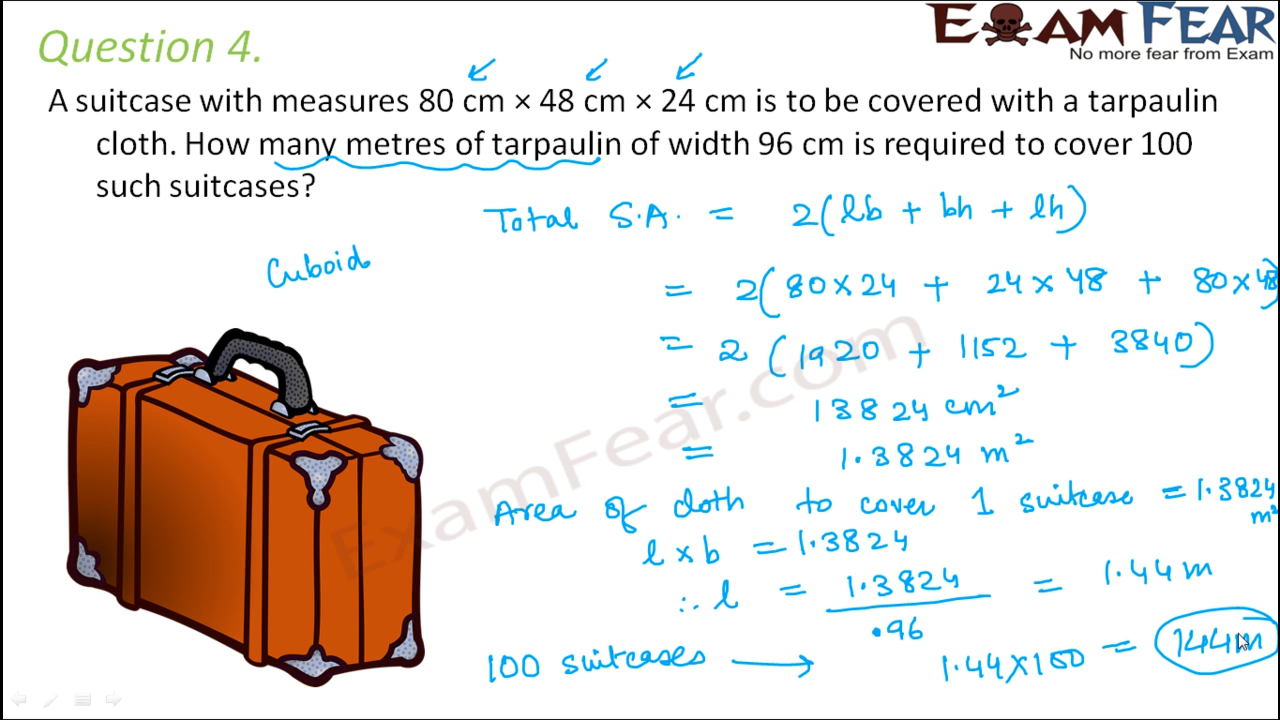 EXAM FEAR
No more fear from Exam
Question 4.
A suitcase with measures 80 cm × 48 cm × 24 cm is to be covered with a tarpaulin
cloth. How many metres of tarpaulin of width 96 cm is required to cover 100
such suitcases?
Total S.A. = 2(lb + bh + lh)
Cuboid
= 2(80×24 + 24×48 + 80×48)
= 2 (1920 + 1152 + 3840)
= 13824 cm²
= 1.3824 m²
Area of cloth to cover 1 suitcase = 1.3824 m²
l × b = 1.3824
∴ l = 1.3824 / .96 = 1.44 m
100 suitcases → 1.44×100 = 144m
ExamFear.com